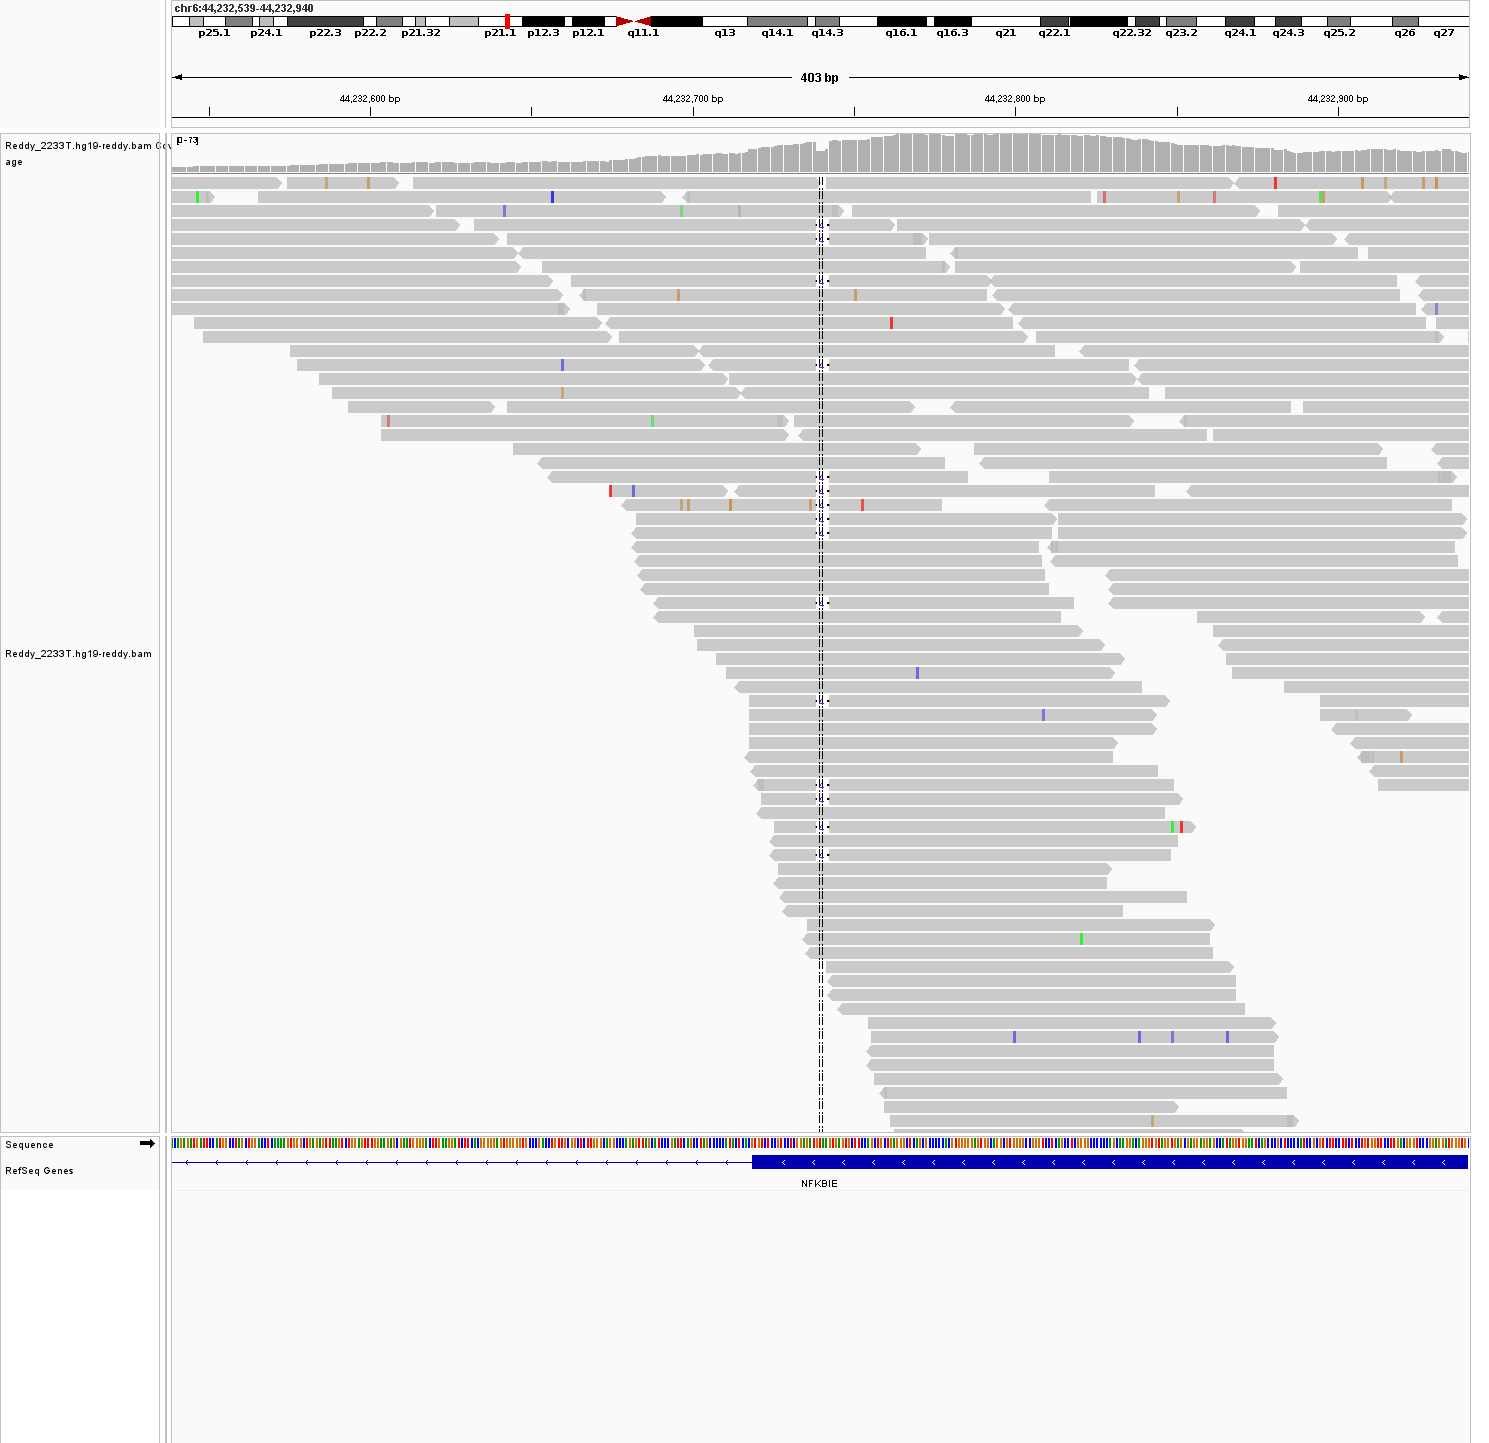 chr6:44,232,539-44,232,940
p25.1 p24.1 p22.3 p22.2 p21.32 p21.1 p12.3 p12.1 q11.1 q13 q14.1 q14.3 q16.1 q16.3 q21 q22.1 q22.32 q23.2 q24.1 q24.3 q25.2 q26 q27
403 bp
44,232,600 bp 44,232,700 bp 44,232,800 bp 44,232,900 bp
[0-73]
Reddy_2233T.hg19-reddy.bam Cov
age
Reddy_2233T.hg19-reddy.bam
Sequence
RefSeq Genes
NFKBIE